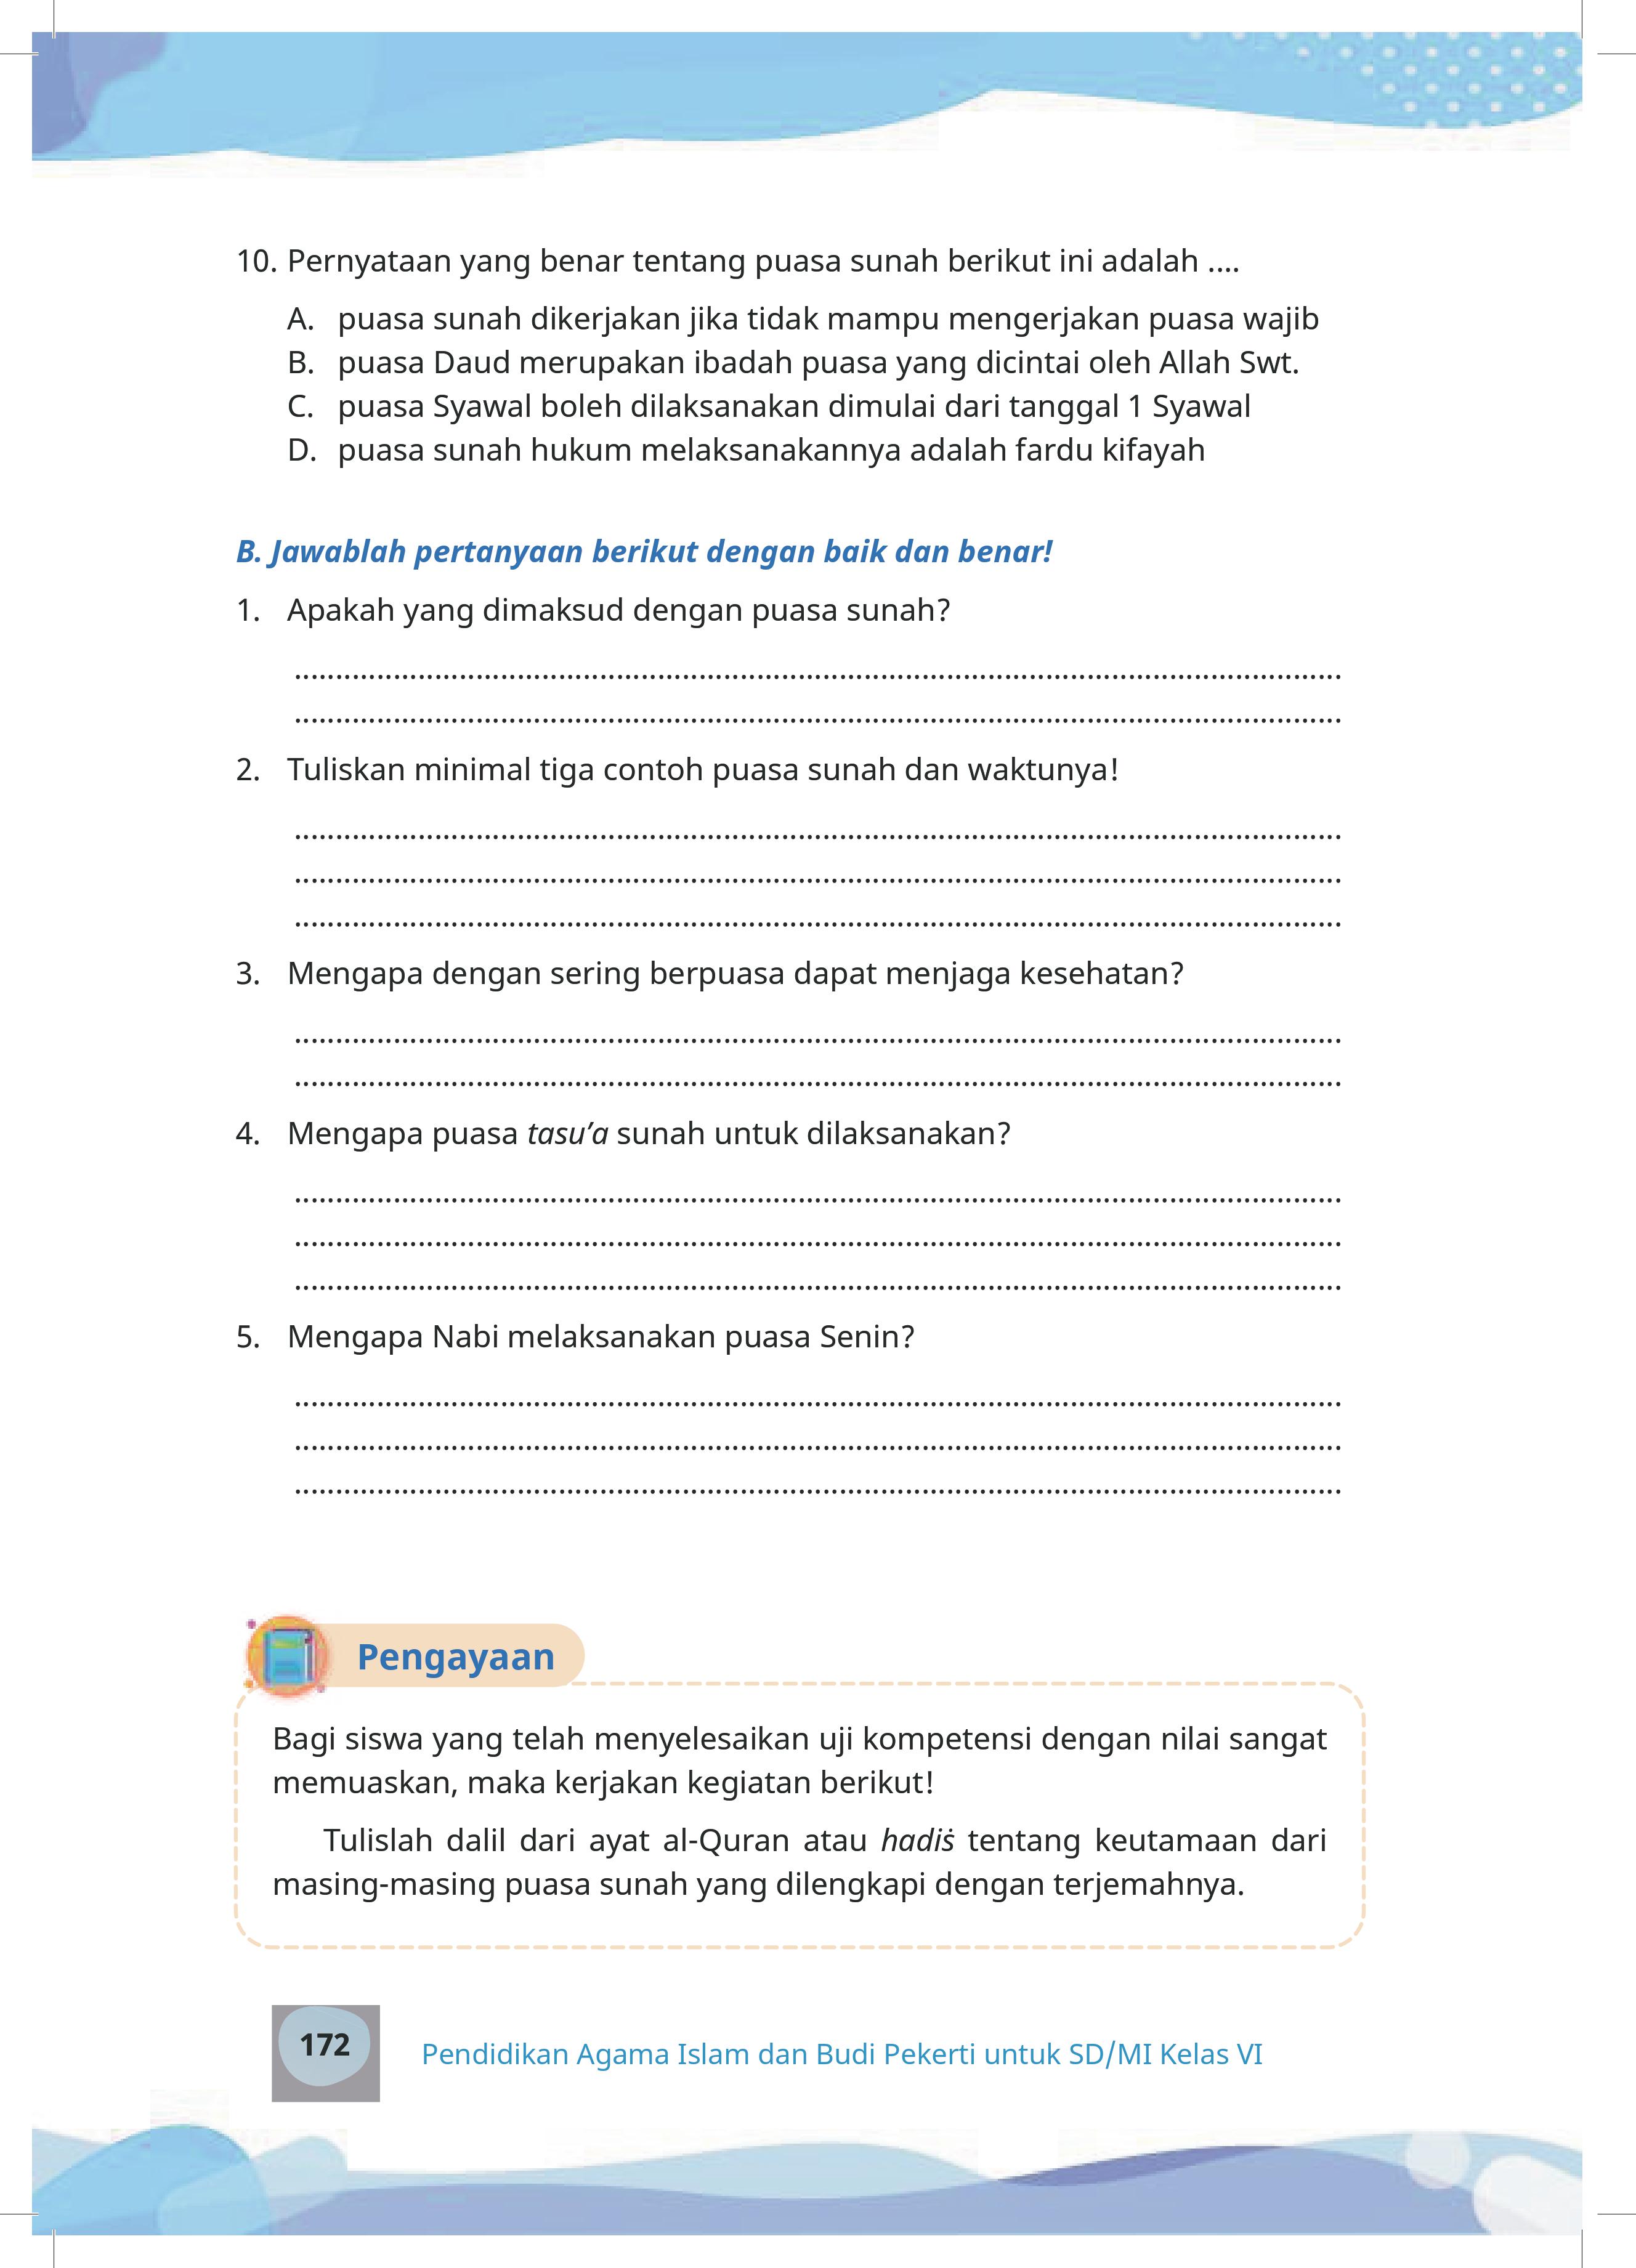 10. Pernyataan yang benar tentang puasa sunah berikut ini adalah ....
A. puasa sunah dikerjakan jika tidak mampu mengerjakan puasa wajib
B. puasa Daud merupakan ibadah puasa yang dicintai oleh Allah Swt.
C. puasa Syawal boleh dilaksanakan dimulai dari tanggal 1 Syawal
D. puasa sunah hukum melaksanakannya adalah fardu kifayah
B. Jawablah pertanyaan berikut dengan baik dan benar!
1. Apakah yang dimaksud dengan puasa sunah?
2. Tuliskan minimal tiga contoh puasa sunah dan waktunya!
3. Mengapa dengan sering berpuasa dapat menjaga kesehatan?
4. Mengapa puasa tasu’a sunah untuk dilaksanakan?
5. Mengapa Nabi melaksanakan puasa Senin?
Pengayaan
Bagi siswa yang telah menyelesaikan uji kompetensi dengan nilai sangat
memuaskan, maka kerjakan kegiatan berikut!
Tulislah dalil dari ayat al-Quran atau hadiṡ tentang keutamaan dari
masing-masing puasa sunah yang dilengkapi dengan terjemahnya.
172
Pendidikan Agama Islam dan Budi Pekerti untuk SD/MI Kelas VI